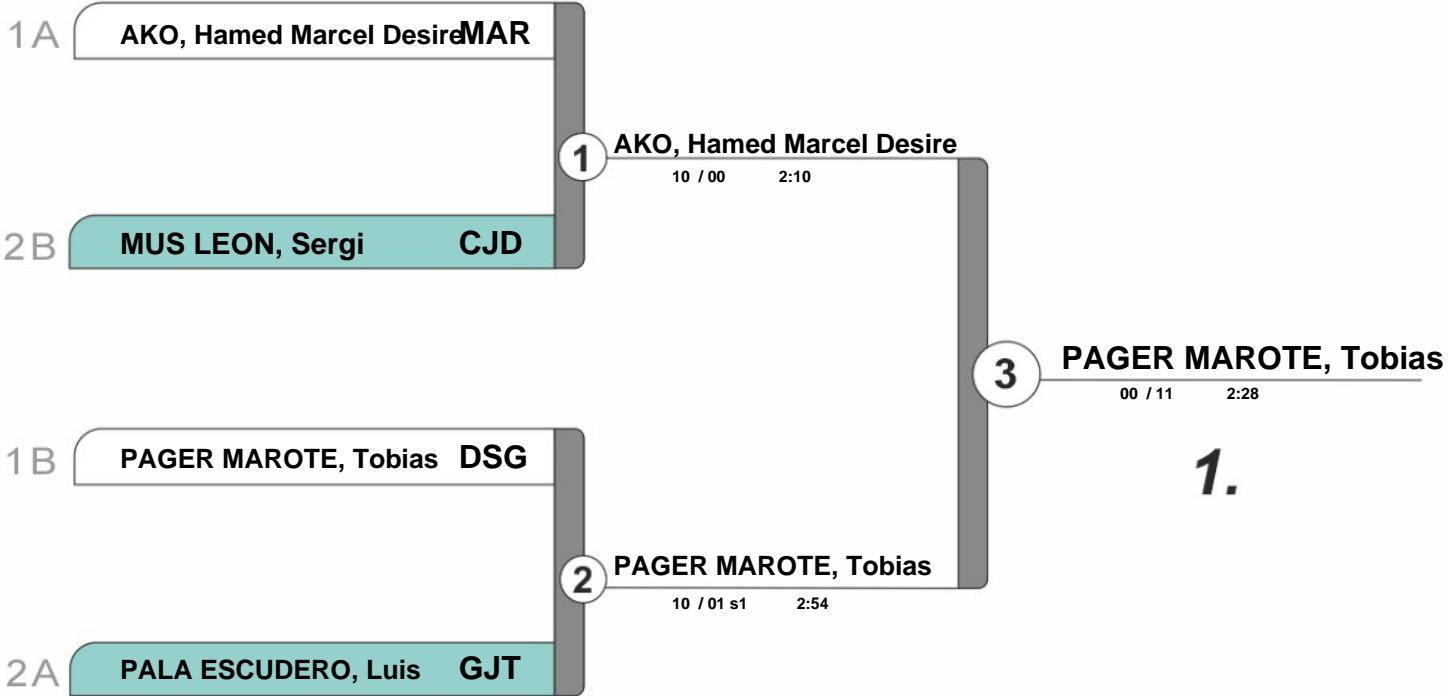 1A AKO, Hamed Marcel Desire MAR
1 AKO, Hamed Marcel Desire
10 / 00 2:10
2B MUS LEON, Sergi CJD
3 PAGER MAROTE, Tobias
00 / 11 2:28
1.
1B PAGER MAROTE, Tobias DSG
2 PAGER MAROTE, Tobias
10 / 01 s1 2:54
2A PALA ESCUDERO, Luis GJT